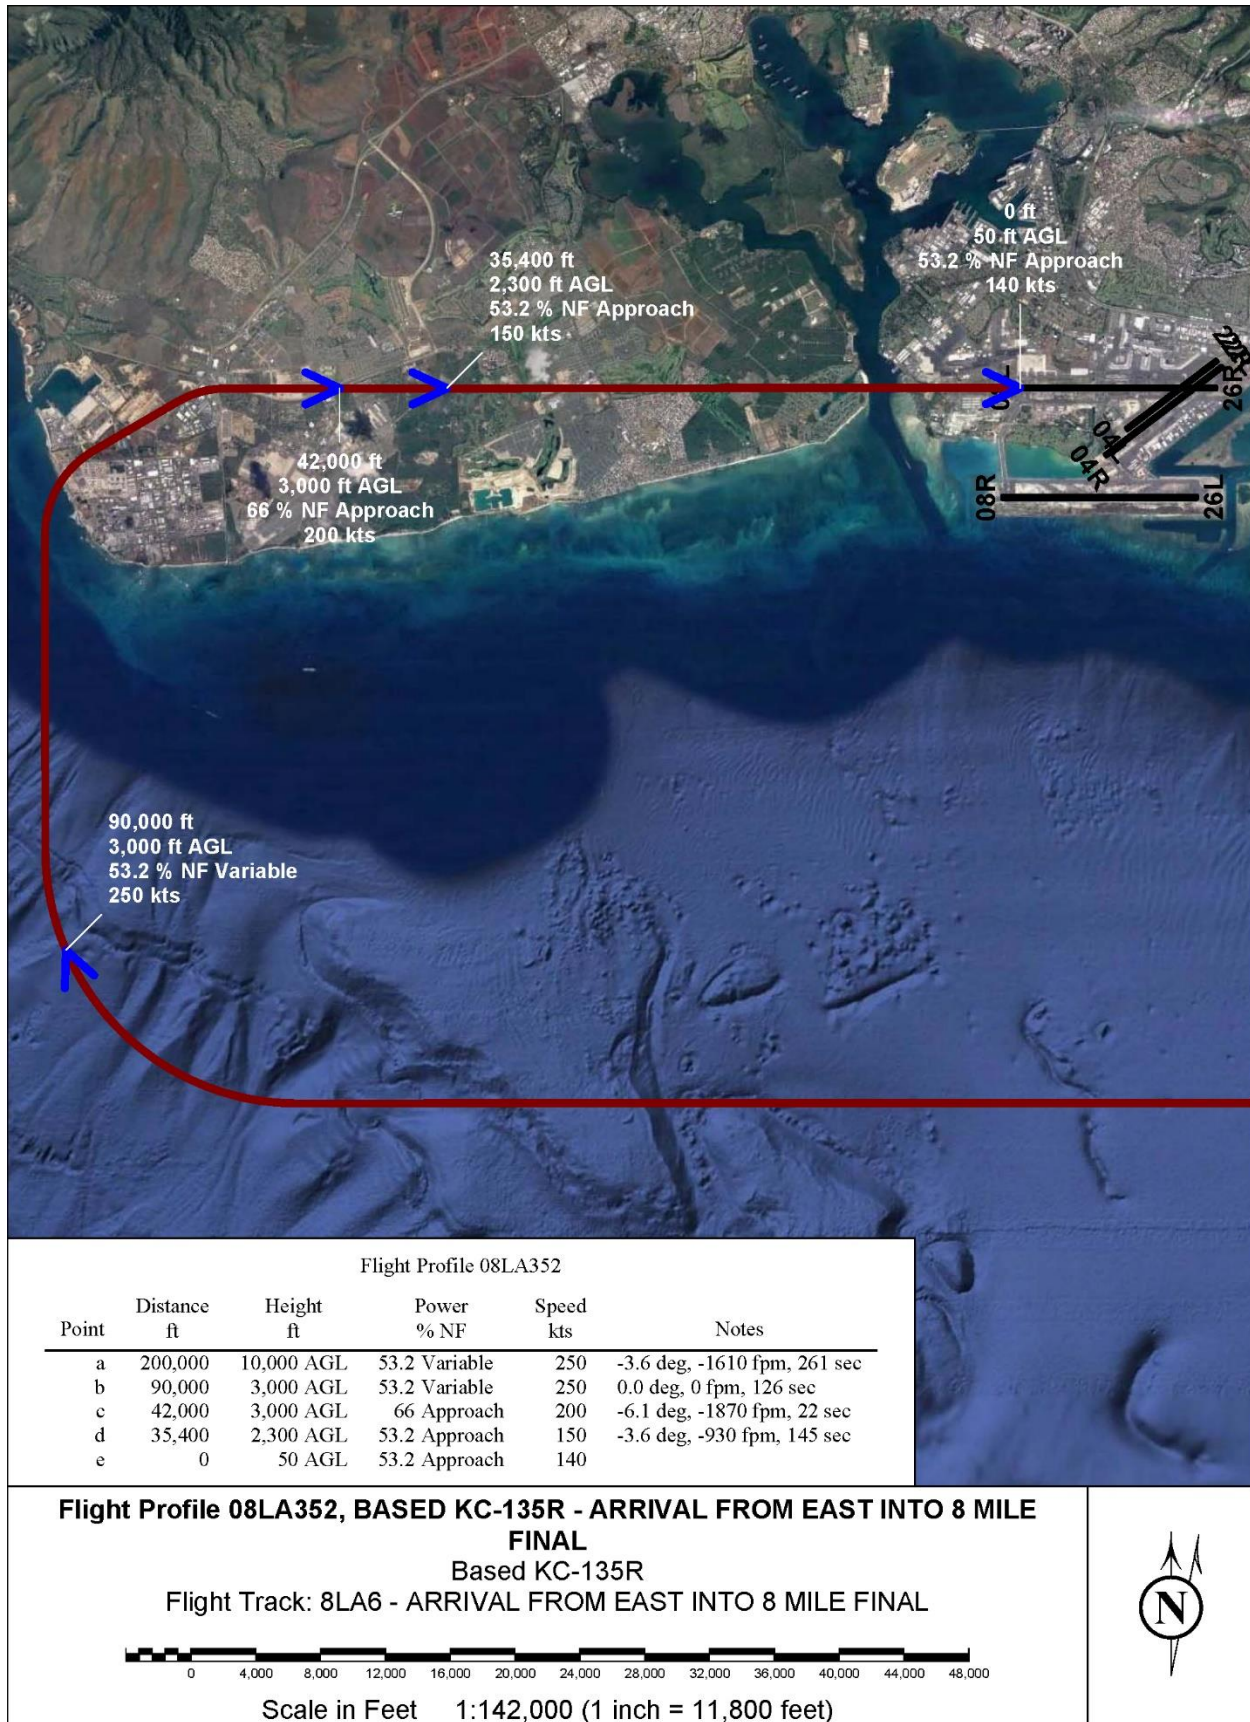 0 ft
50 ft AGL
53.2 % NF Approach
140 kts
35,400 ft
2,300 ft AGL
53.2 % NF Approach
150 kts
42,000 ft
3,000 ft AGL
66 % NF Approach
200 kts
26R
04L
04R
08R
26L
90,000 ft
3,000 ft AGL
53.2 % NF Variable
250 kts
Flight Profile 08LA352
Point Distance ft Height ft Power % NF Speed kts Notes
a 200,000 10,000 AGL 53.2 Variable 250 -3.6 deg, -1610 fpm, 261 sec
b 90,000 3,000 AGL 53.2 Variable 250 0.0 deg, 0 fpm, 126 sec
c 42,000 3,000 AGL 66 Approach 200 -6.1 deg, -1870 fpm, 22 sec
d 35,400 2,300 AGL 53.2 Approach 150 -3.6 deg, -930 fpm, 145 sec
e 0 50 AGL 53.2 Approach 140
Flight Profile 08LA352, BASED KC-135R - ARRIVAL FROM EAST INTO 8 MILE
FINAL
Based KC-135R
Flight Track: 8LA6 - ARRIVAL FROM EAST INTO 8 MILE FINAL
N
0 4,000 8,000 12,000 16,000 20,000 24,000 28,000 32,000 36,000 40,000 44,000 48,000
Scale in Feet 1:142,000 (1 inch = 11,800 feet)